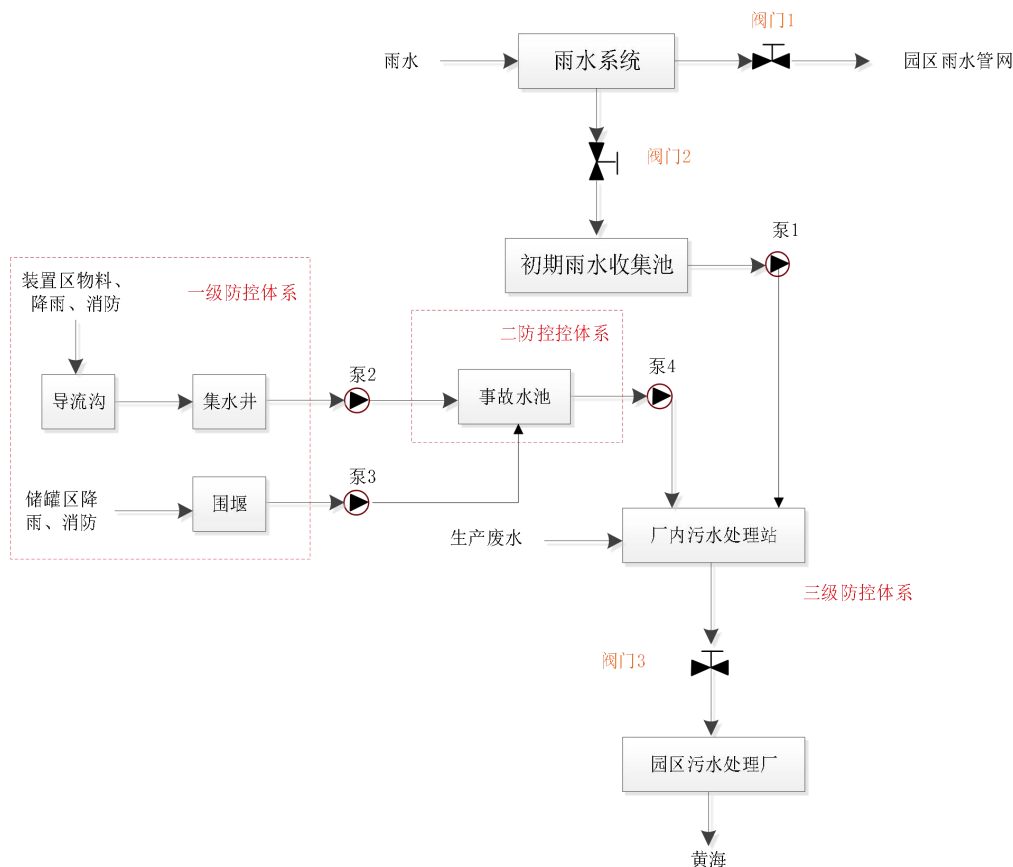 阀门1
雨水
雨水系统
园区雨水管网
阀门2
泵1
初期雨水收集池
装置区物料、
降雨、消防
一级防控体系
二防控控体系
泵2
泵4
导流沟
集水井
事故水池
泵3
储罐区降
雨、消防
围堰
生产废水
厂内污水处理站
三级防控体系
阀门3
园区污水处理厂
黄海